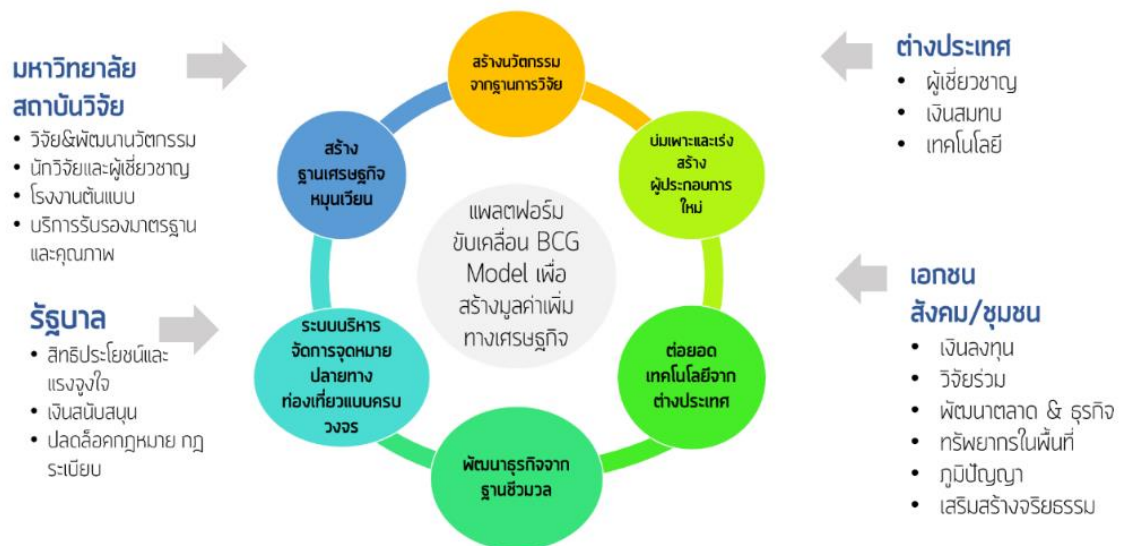 มหาวิทยาลัย
สถาบันวิจัย
• วิจัย&พัฒนานวัตกรรม
• นักวิจัยและผู้เชี่ยวชาญ
• โรงงานต้นแบบ
• บริการรับรองมาตรฐาน
และคุณภาพ
รัฐบาล
• สิทธิประโยชน์และ
แรงจูงใจ
• เงินสนับสนุน
• ปลดล็อคกฎหมาย กฎ
ระเบียบ
สร้างนวัตกรรม
จากฐานการวิจัย
บ่มเพาะและเร่ง
สร้าง
ผู้ประกอบการ
ใหม่
ต่อยอด
เทคโนโลยีจาก
ต่างประเทศ
พัฒนาธุรกิจจาก
ฐานชีวมวล
ระบบบริหาร
จัดการจุดหมาย
ปลายทาง
ท่องเที่ยวแบบครบ
วงจร
สร้าง
ฐานเศรษฐกิจ
หมุนเวียน
แพลตฟอร์ม
ขับเคลื่อน BCG
Model เพื่อ
สร้างมูลค่าเพิ่ม
ทางเศรษฐกิจ
ต่างประเทศ
• ผู้เชี่ยวชาญ
• เงินสมทบ
• เทคโนโลยี
เอกชน
สังคม/ชุมชน
• เงินลงทุน
• วิจัยร่วม
• พัฒนาตลาด & ธุรกิจ
• ทรัพยากรในพื้นที่
• ภูมิปัญญา
• เสริมสร้างจริยธรรม